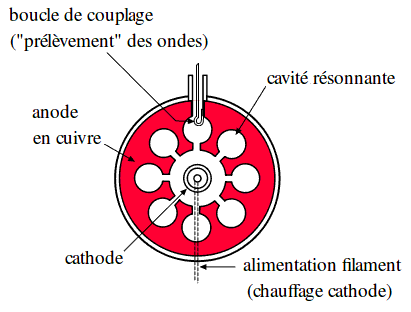 boucle de couplage
("prélèvement" des ondes)
cavité résonnante
anode
en cuivre
cathode
alimentation filament
(chauffage cathode)